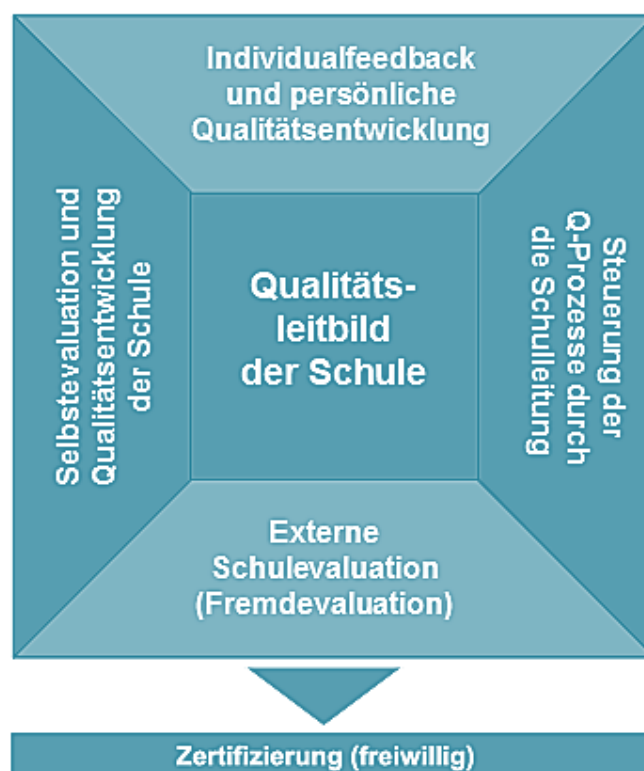 Individualfeedback
und persönliche
Qualitätsentwicklung
Selbstevaluation und
Qualitätsentwicklung
der Schule
Qualitäts-
leitbild
der Schule
Steuerung der
Q-Prozesse durch
die Schulleitung
Externe
Schulevaluation
(Fremdevaluation)
Zertifizierung (freiwillig)